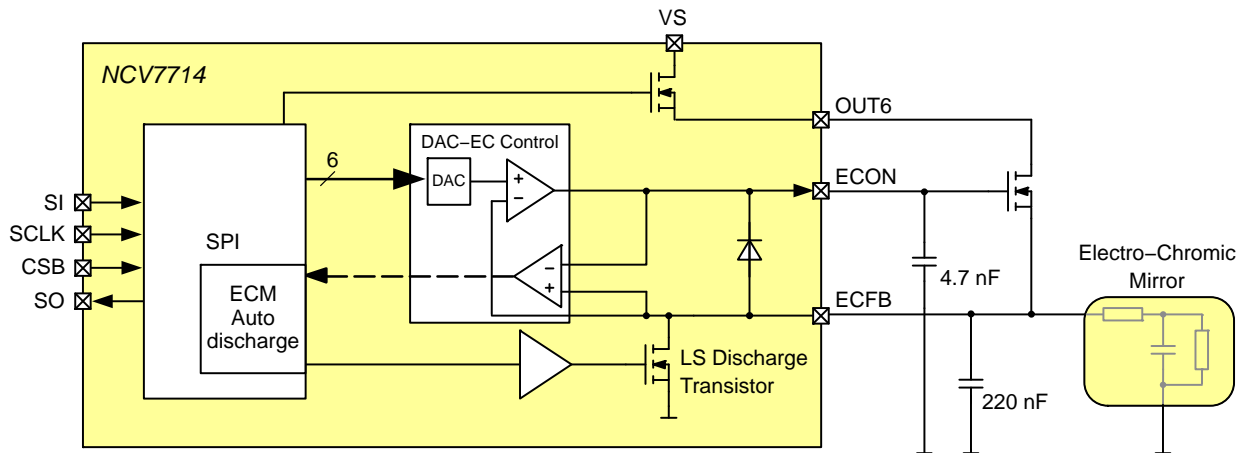 VS
NCV7714
OUT6
DAC−EC Control
6
DAC
+
−
ECON
SI
SCLK
SPI
CSB
SO
−
+
4.7 nF
Electro−Chromic
Mirror
ECM
Auto
discharge
ECFB
LS Discharge
Transistor
220 nF